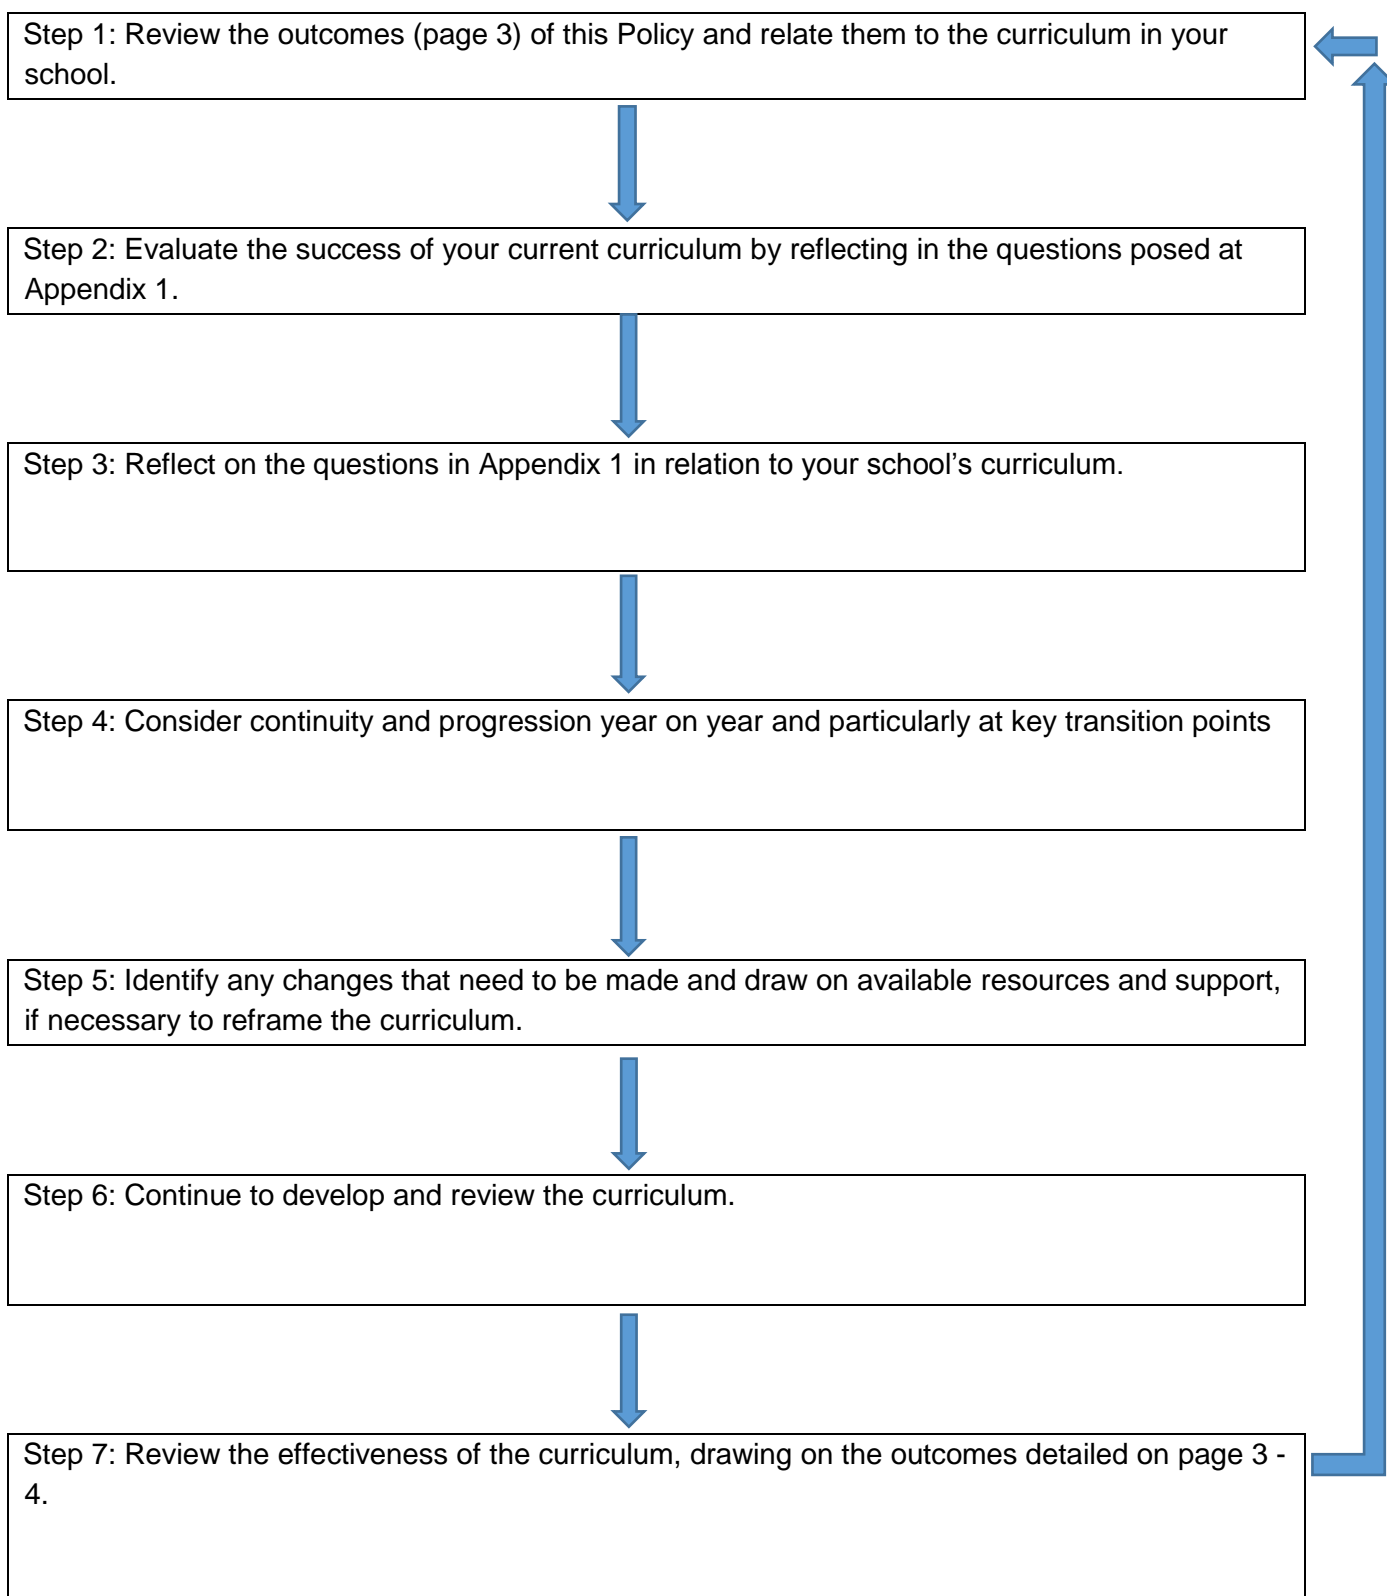 Step 1: Review the outcomes (page 3) of this Policy and relate them to the curriculum in your
school.
Step 2: Evaluate the success of your current curriculum by reflecting in the questions posed at
Appendix 1.
Step 3: Reflect on the questions in Appendix 1 in relation to your school’s curriculum.
Step 4: Consider continuity and progression year on year and particularly at key transition points
Step 5: Identify any changes that need to be made and draw on available resources and support,
if necessary to reframe the curriculum.
Step 6: Continue to develop and review the curriculum.
Step 7: Review the effectiveness of the curriculum, drawing on the outcomes detailed on page 3 -
4.